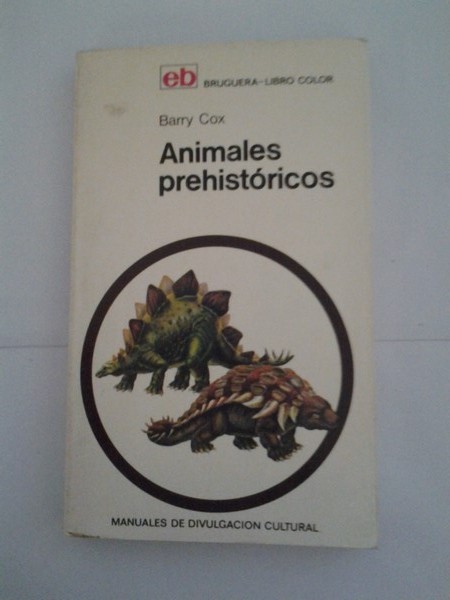 eb BRUGUERA-LIBRO COLOR
Barry Cox
Animales
prehistóricos
MANUALES DE DIVULGACION CULTURAL